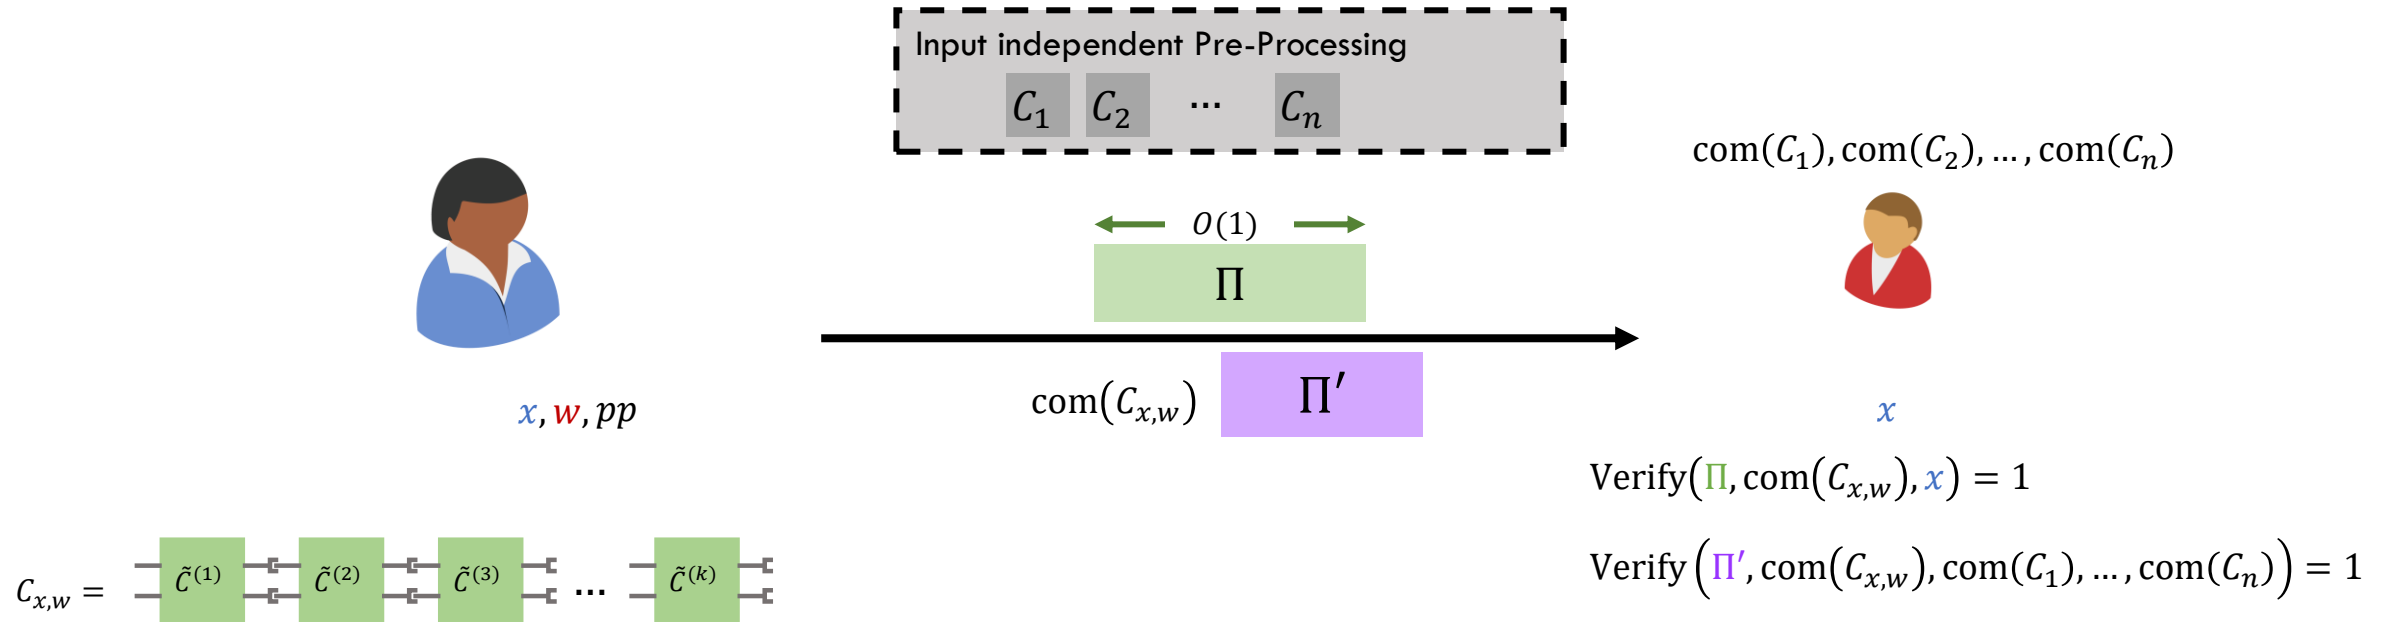 Input independent Pre-Processing
C₁ C₂ ⋯ Cₙ
com(C₁), com(C₂), … , com(Cₙ)
O(1)
Π
com(C_{x,w}) Π′
x, w, pp
x
Verify(Π, com(C_{x,w}), x) = 1
Verify(Π′, com(C_{x,w}), com(C₁), … , com(Cₙ)) = 1
C_{x,w} = C̃⁽¹⁾ C̃⁽²⁾ C̃⁽³⁾ ⋯ C̃⁽ᵏ⁾